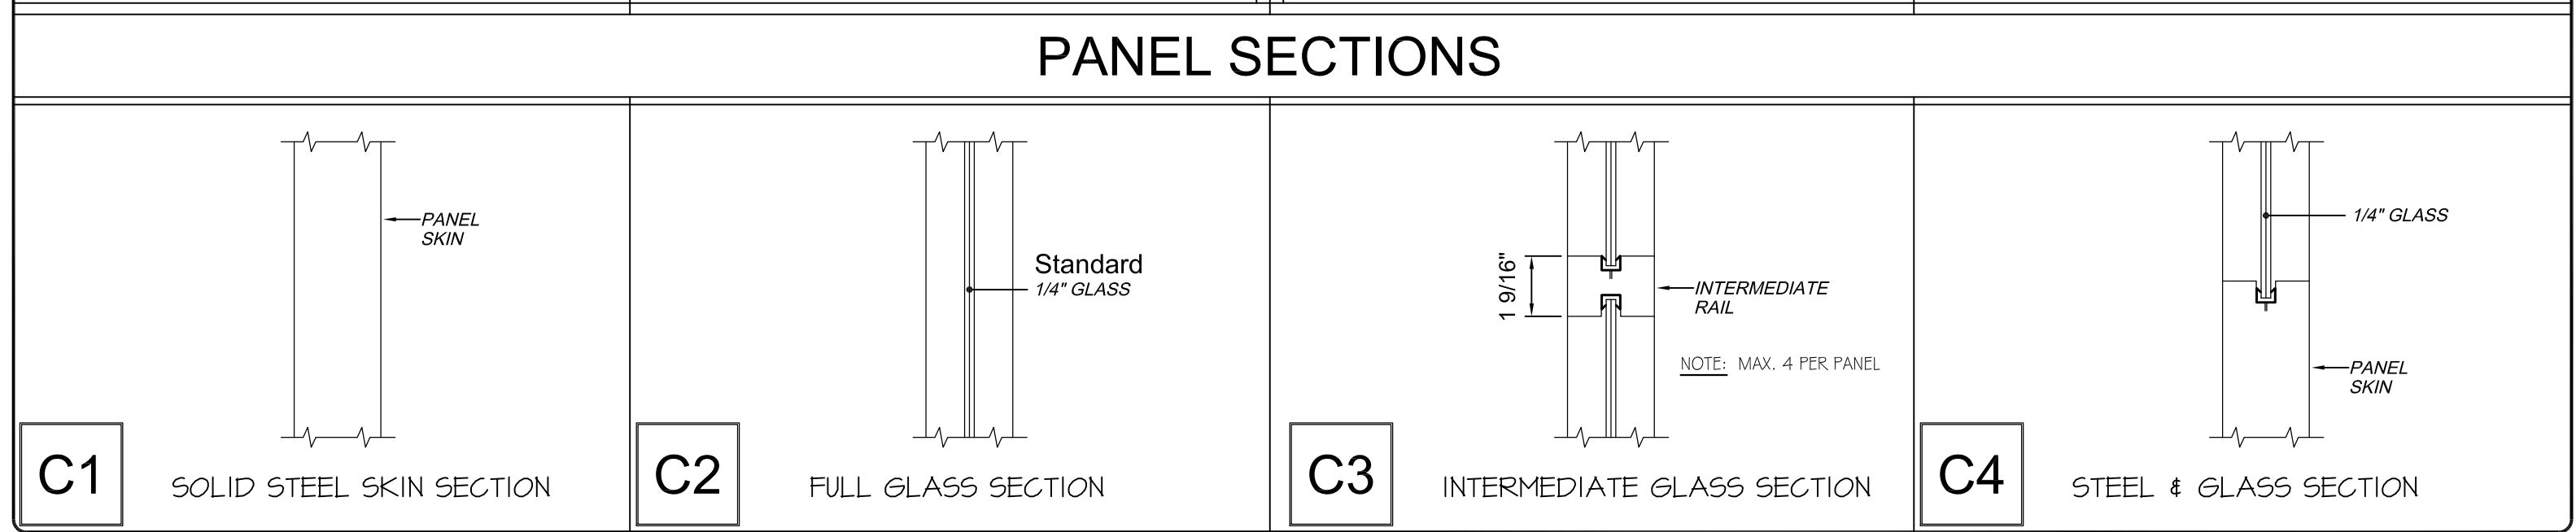 PANEL SECTIONS
PANEL
SKIN
C1
SOLID STEEL SKIN SECTION
Standard
1/4" GLASS
C2
FULL GLASS SECTION
1 9/16"
INTERMEDIATE
RAIL
NOTE: MAX. 4 PER PANEL
C3
INTERMEDIATE GLASS SECTION
1/4" GLASS
PANEL
SKIN
C4
STEEL & GLASS SECTION